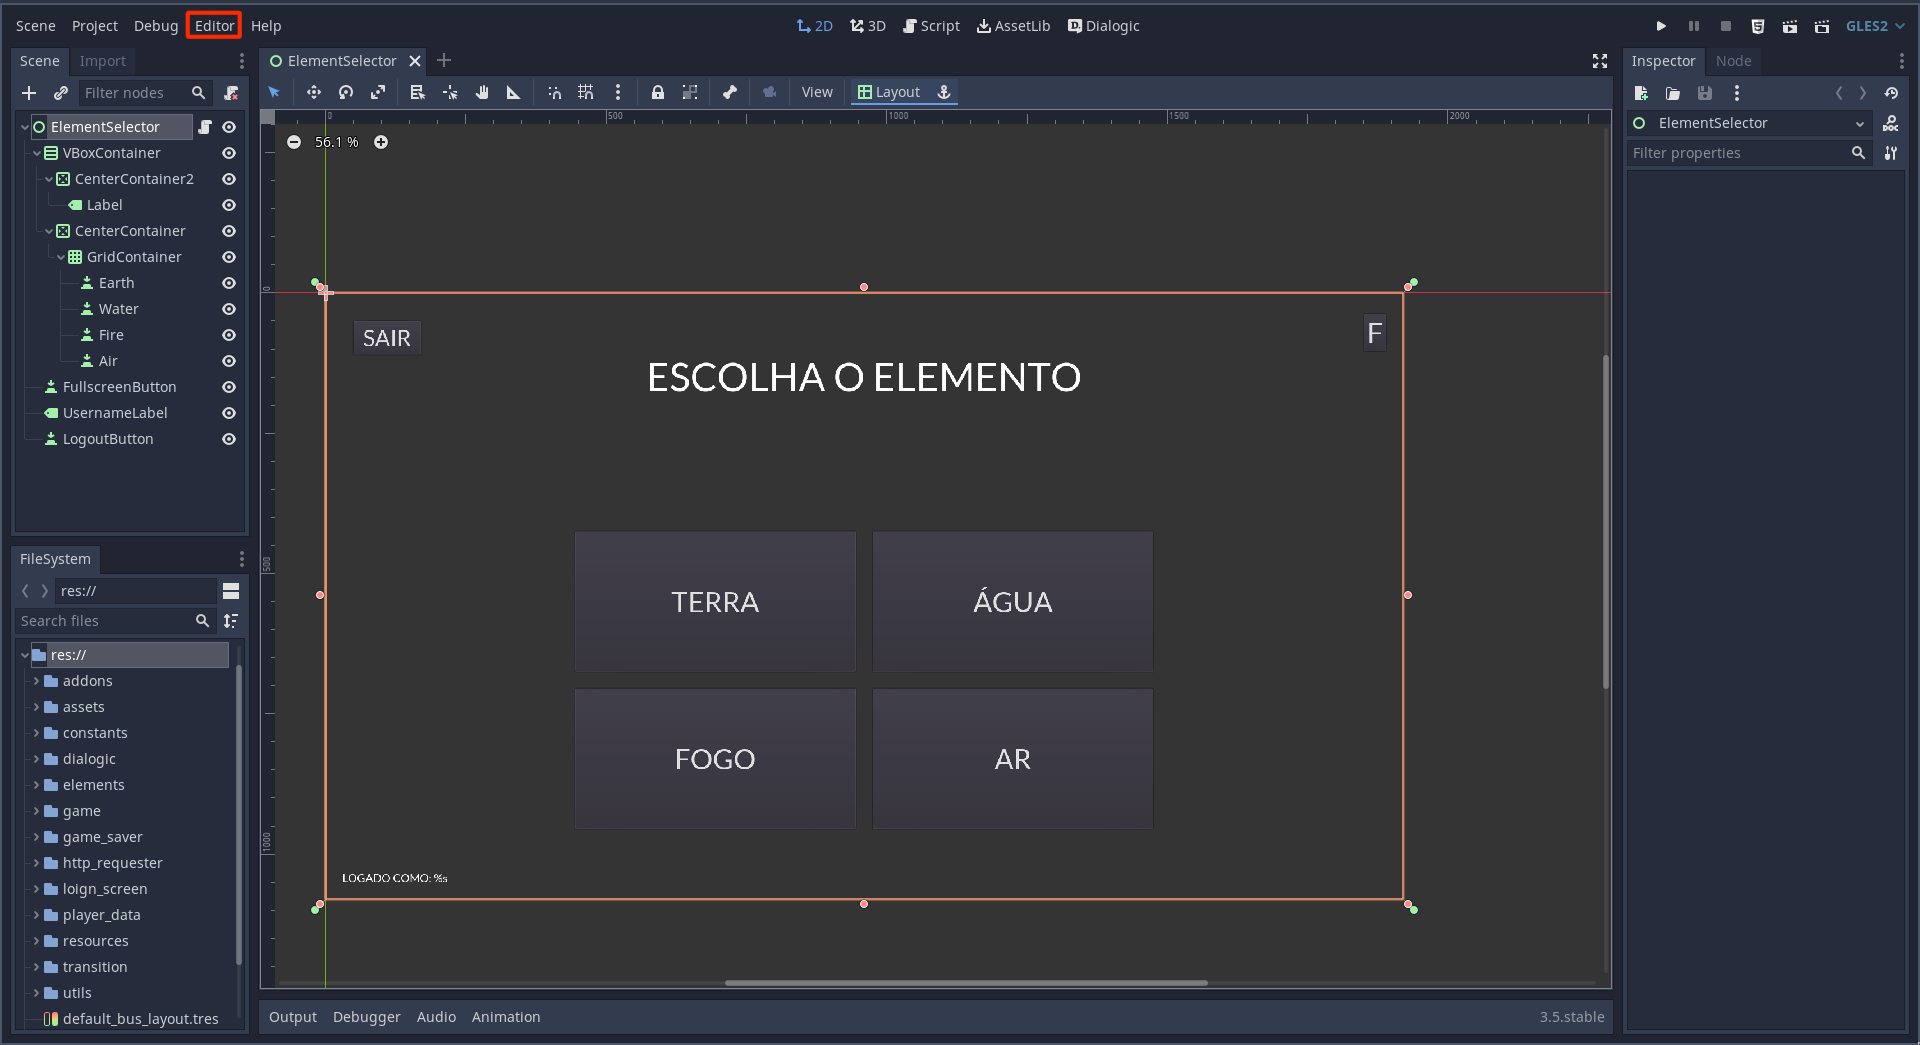 Scene Project Debug Editor Help
2D 3D Script AssetLib Dialogic
GLES2
Scene Import
Filter nodes
ElementSelector
VBoxContainer
CenterContainer2
Label
CenterContainer
GridContainer
Earth
Water
Fire
Air
FullscreenButton
UsernameLabel
LogoutButton
FileSystem
res://
Search files
res://
addons
assets
constants
dialogic
elements
game
game_saver
http_requester
loign_screen
player_data
resources
transition
utils
default_bus_layout.tres
ElementSelector
View Layout
0 500 1000 1500 2000
56.1 %
0
500
1000
SAIR
F
ESCOLHA O ELEMENTO
TERRA
ÁGUA
FOGO
AR
LOGADO COMO: %s
Output Debugger Audio Animation
3.5.stable
Inspector Node
ElementSelector
DOC
Filter properties